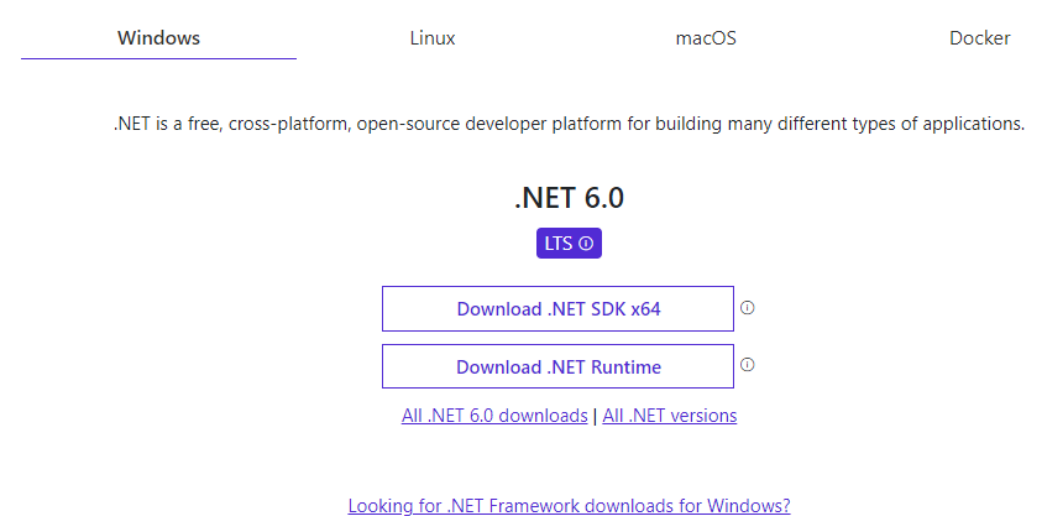 Windows Linux macOS Docker
.NET is a free, cross-platform, open-source developer platform for building many different types of applications.
.NET 6.0
LTS
Download .NET SDK x64
Download .NET Runtime
All .NET 6.0 downloads | All .NET versions
Looking for .NET Framework downloads for Windows?